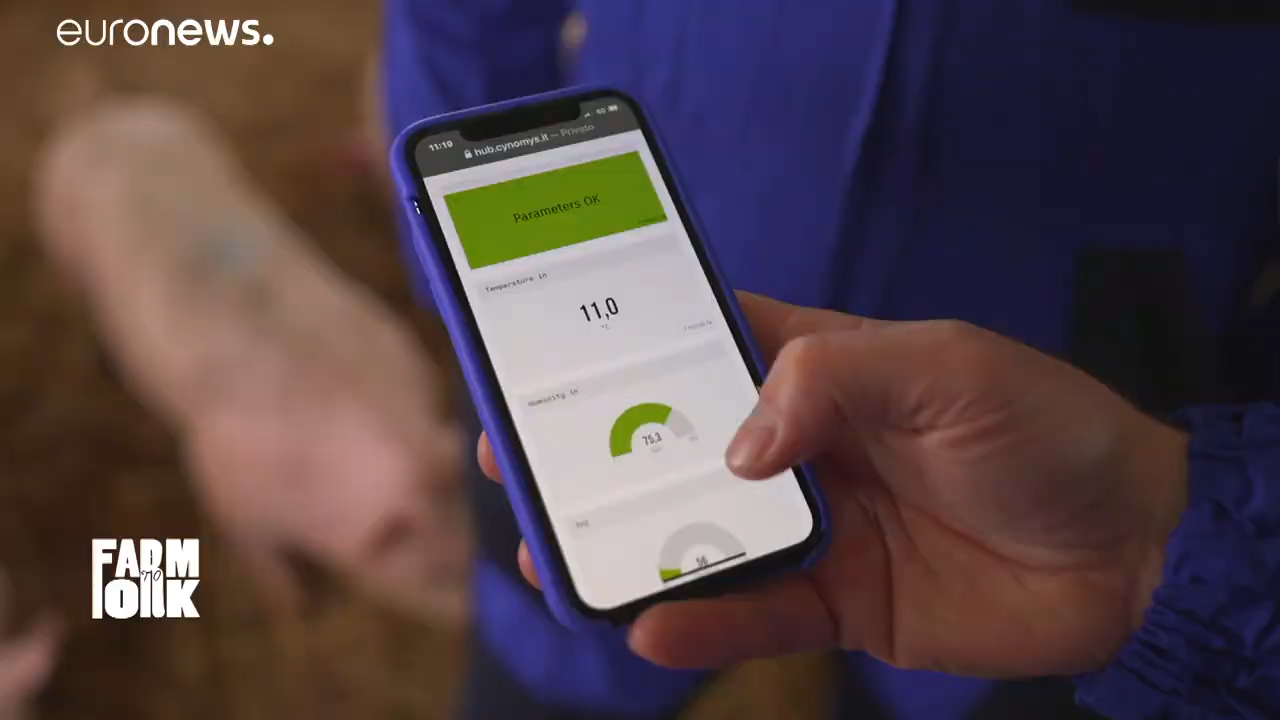 euronews.
11:19
hub.cynomys.it — Privato
Parameters OK
Temperature in
11,0
°C
Humidity in
75,3
56
FARM
TO
FORK